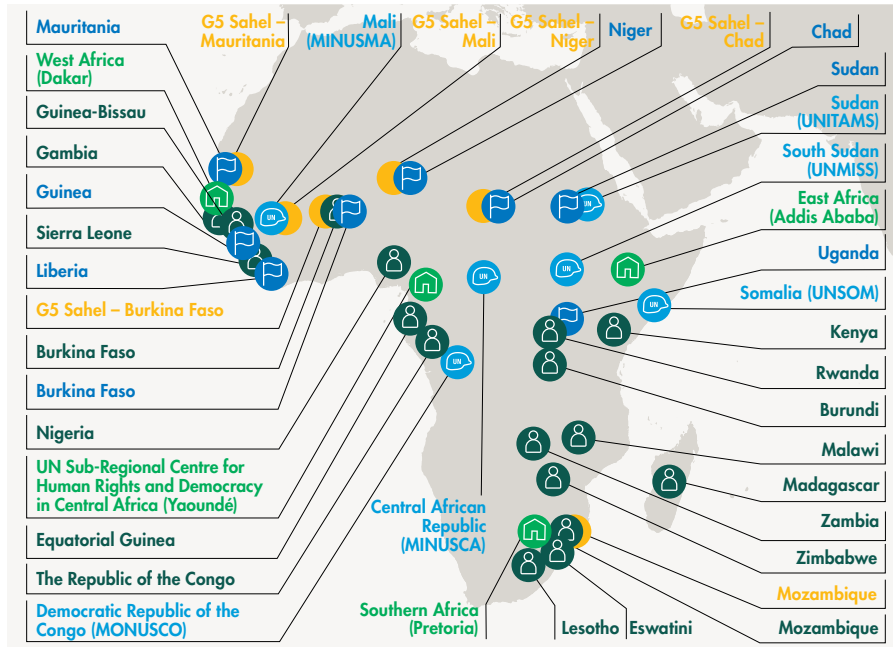 Mauritania
G5 Sahel –
Mauritania
Mali
(MINUSMA)
G5 Sahel –
Mali
G5 Sahel –
Niger
Niger
G5 Sahel –
Chad
Chad
West Africa
(Dakar)
Guinea-Bissau
Gambia
Guinea
Sierra Leone
Liberia
G5 Sahel – Burkina Faso
Burkina Faso
Burkina Faso
Nigeria
UN Sub-Regional Centre for
Human Rights and Democracy
in Central Africa (Yaoundé)
Equatorial Guinea
The Republic of the Congo
Democratic Republic of the
Congo (MONUSCO)
Sudan
Sudan
(UNITAMS)
South Sudan
(UNMISS)
East Africa
(Addis Ababa)
Uganda
Somalia (UNSOM)
Kenya
Rwanda
Burundi
Malawi
Madagascar
Zambia
Zimbabwe
Mozambique
Mozambique
Central African
Republic
(MINUSCA)
Southern Africa
(Pretoria)
Lesotho
Eswatini
UN
UN
UN
UN
UN
UN